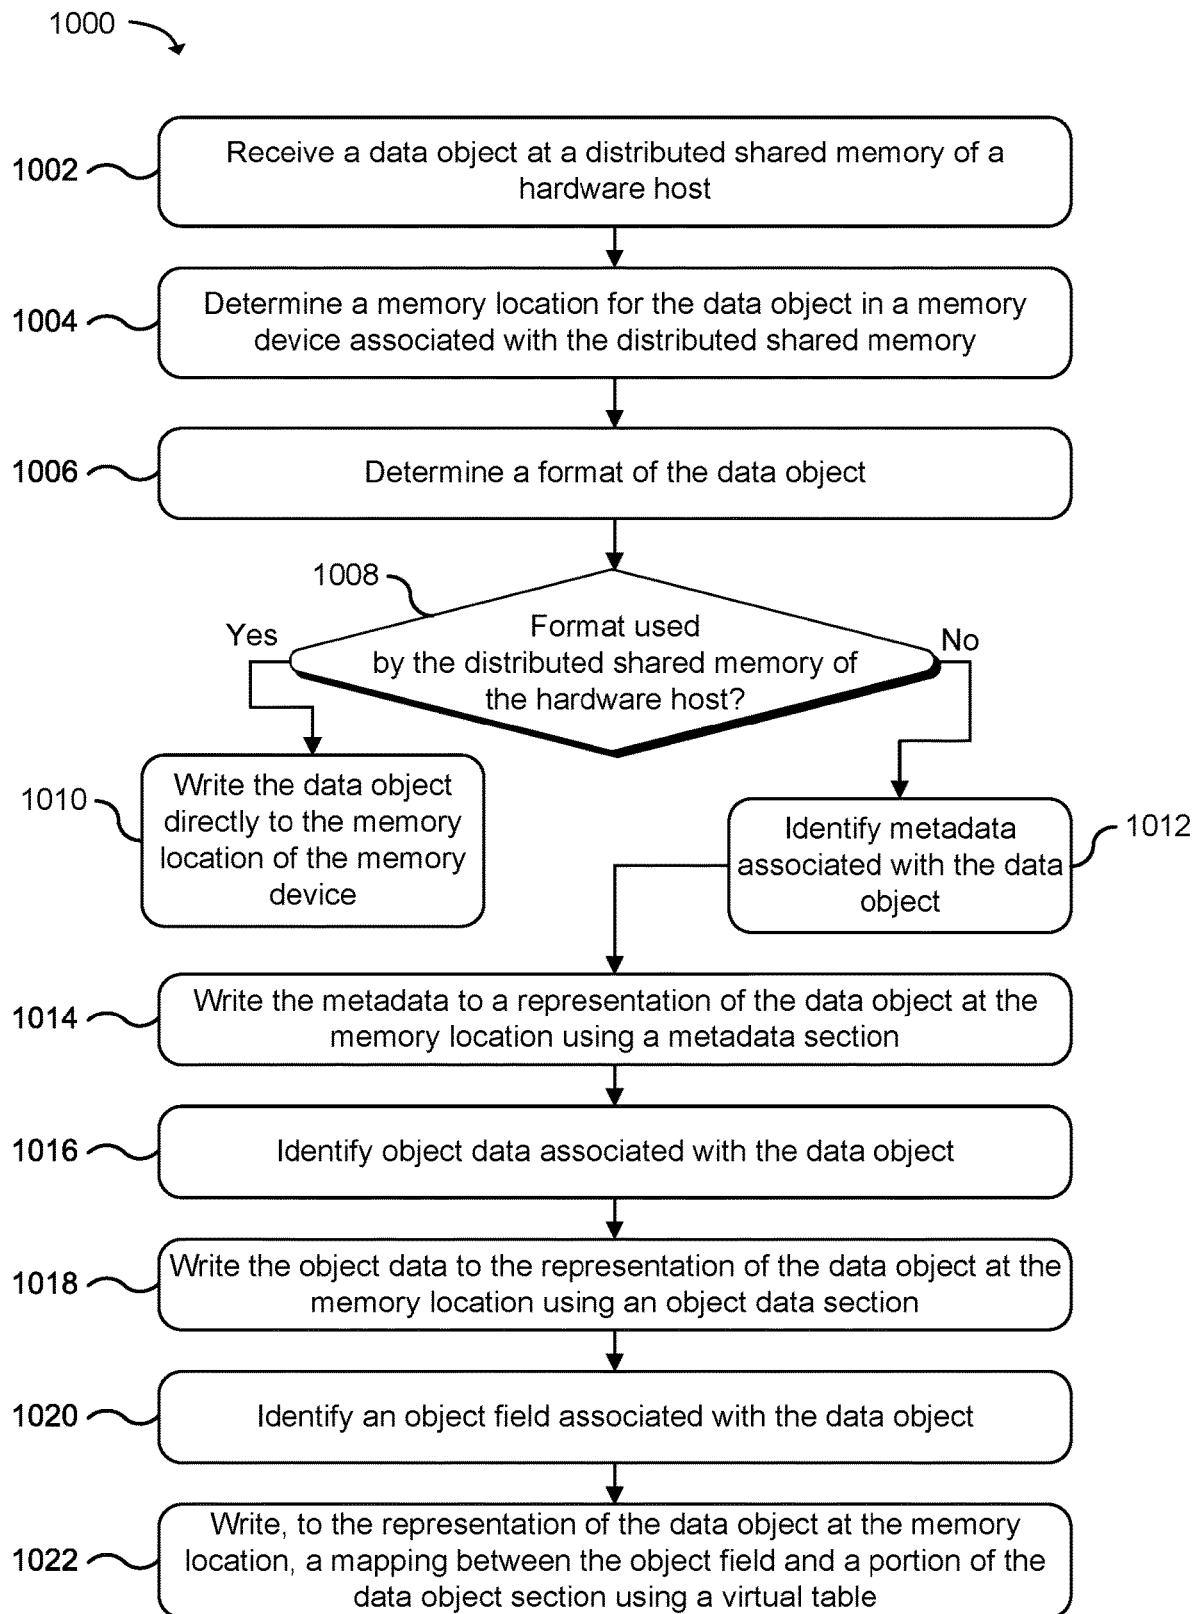 1000
1002
Receive a data object at a distributed shared memory of a
hardware host
1004
Determine a memory location for the data object in a memory
device associated with the distributed shared memory
1006
Determine a format of the data object
1008
Format used
by the distributed shared memory of
the hardware host?
Yes
No
1010
Write the data object
directly to the memory
location of the memory
device
Identify metadata
associated with the data
object
1012
1014
Write the metadata to a representation of the data object at the
memory location using a metadata section
1016
Identify object data associated with the data object
1018
Write the object data to the representation of the data object at the
memory location using an object data section
1020
Identify an object field associated with the data object
1022
Write, to the representation of the data object at the memory
location, a mapping between the object field and a portion of the
data object section using a virtual table